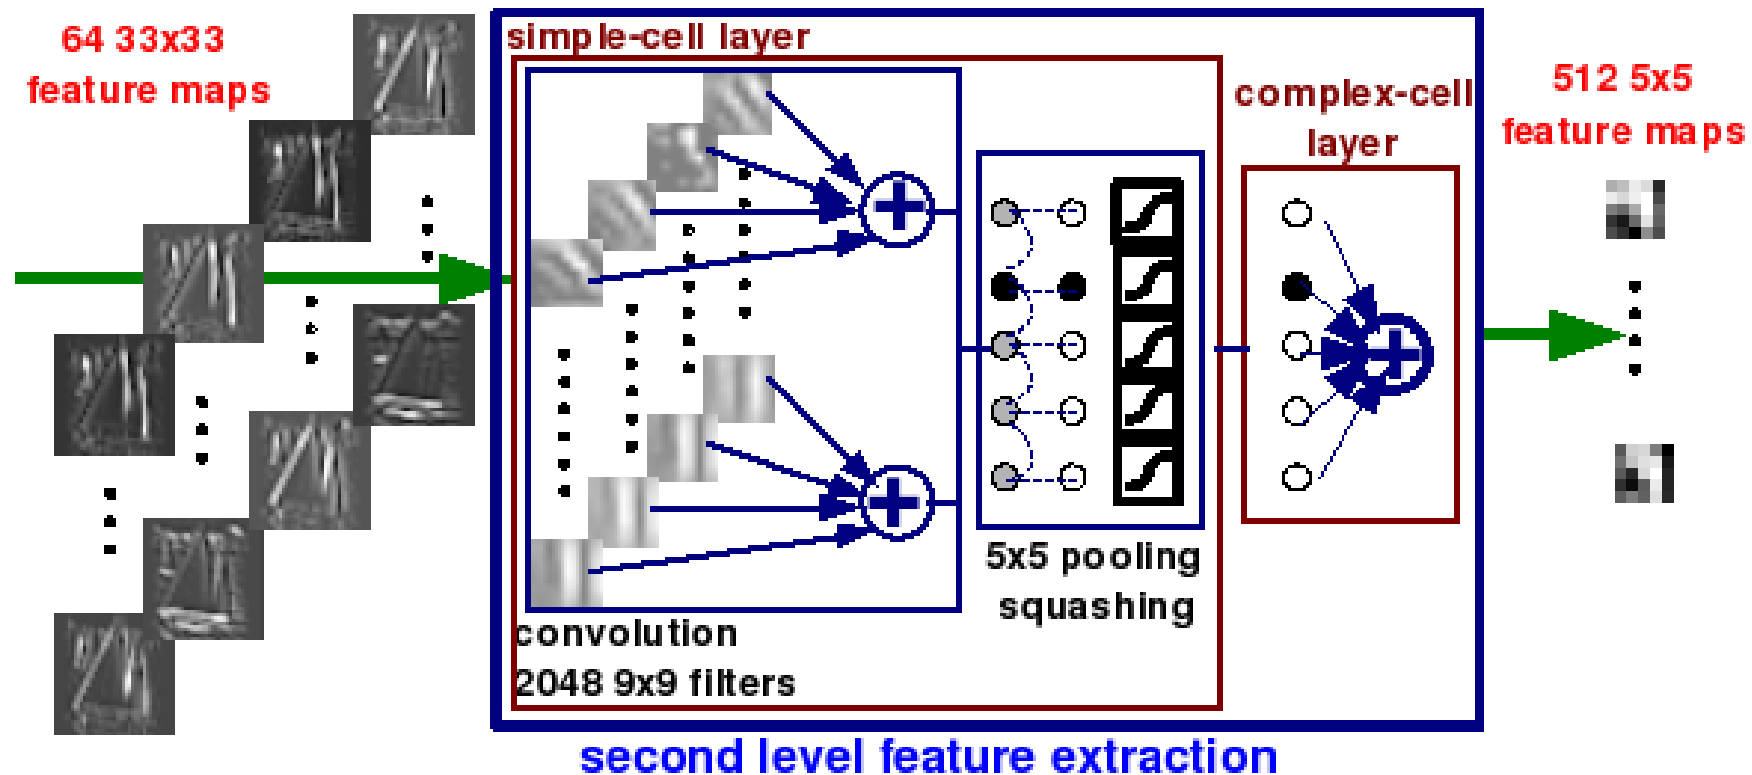 64 33x33
feature maps
simple-cell layer
convolution
2048 9x9 filters
5x5 pooling
squashing
complex-cell
layer
512 5x5
feature maps
second level feature extraction